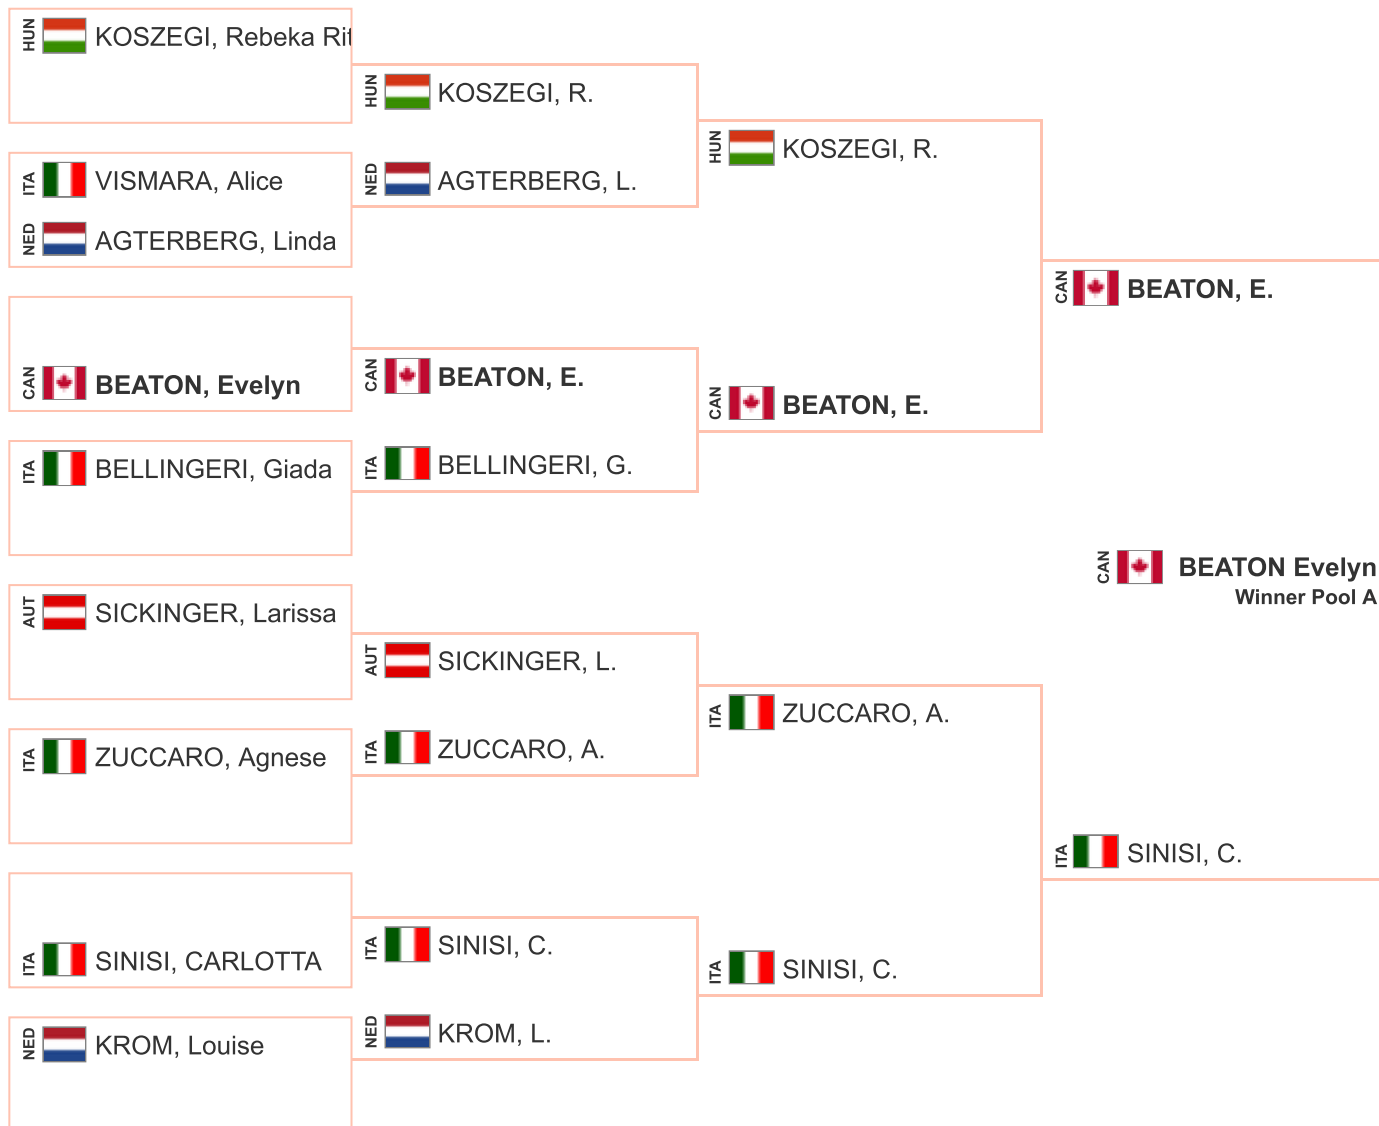 HUN KOSZEGI, Rebeka Rit
ITA VISMARA, Alice
NED AGTERBERG, Linda
CAN BEATON, Evelyn
ITA BELLINGERI, Giada
AUT SICKINGER, Larissa
ITA ZUCCARO, Agnese
ITA SINISI, CARLOTTA
NED KROM, Louise
HUN KOSZEGI, R.
NED AGTERBERG, L.
CAN BEATON, E.
ITA BELLINGERI, G.
AUT SICKINGER, L.
ITA ZUCCARO, A.
ITA SINISI, C.
NED KROM, L.
HUN KOSZEGI, R.
CAN BEATON, E.
ITA ZUCCARO, A.
ITA SINISI, C.
CAN BEATON, E.
ITA SINISI, C.
CAN BEATON Evelyn
Winner Pool A